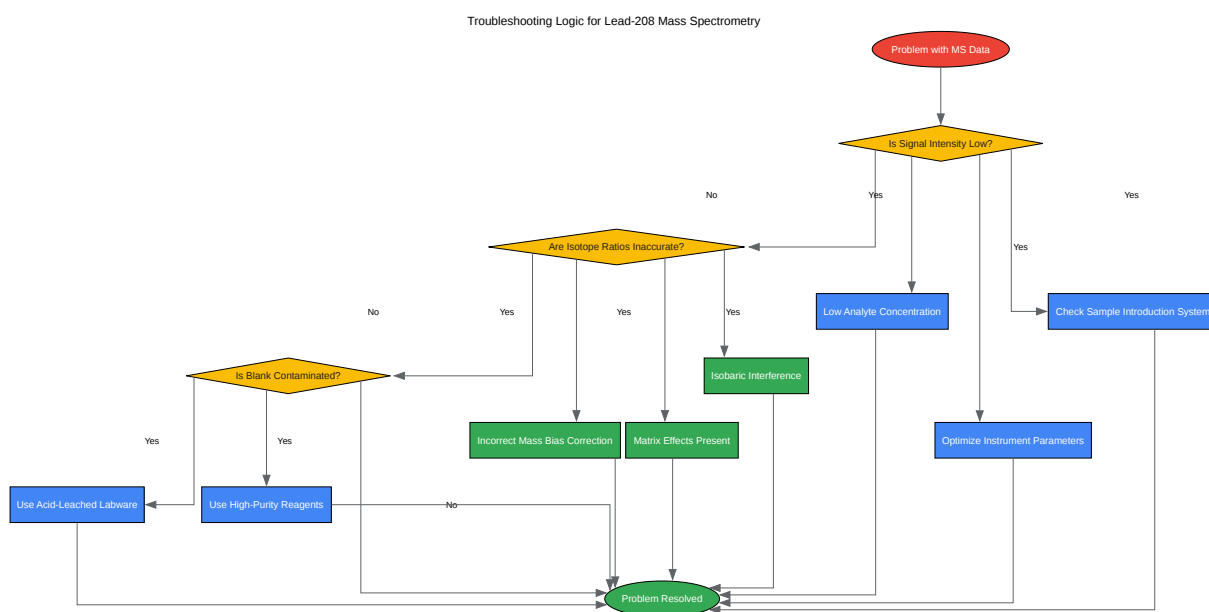 Troubleshooting Logic for Lead-208 Mass Spectrometry
Problem with MS Data
Is Signal Intensity Low?
No
Yes
Yes
Are Isotope Ratios Inaccurate?
Yes
Low Analyte Concentration
Check Sample Introduction System
No
Yes
Yes
Yes
Is Blank Contaminated?
Isobaric Interference
Yes
Yes
Incorrect Mass Bias Correction
Matrix Effects Present
Optimize Instrument Parameters
Use Acid-Leached Labware
Use High-Purity Reagents
No
Problem Resolved